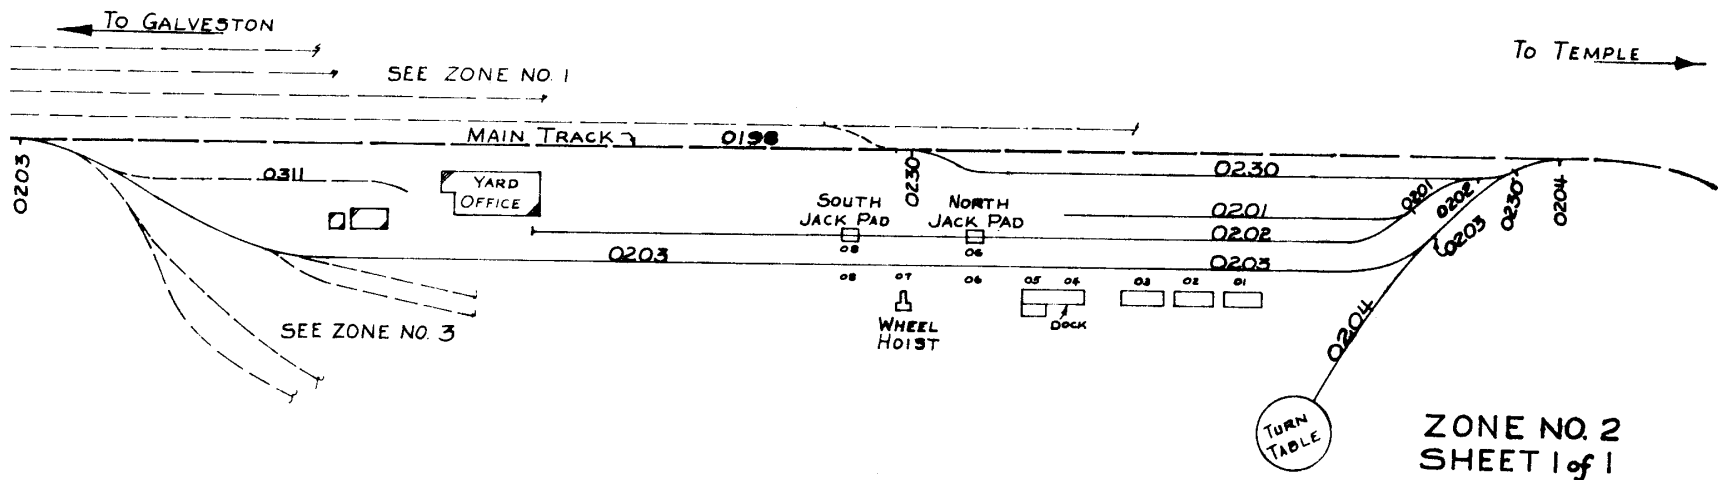 TO GALVESTON
TO TEMPLE
SEE ZONE NO. 1
MAIN TRACK
0198
0203
0311
YARD
OFFICE
0230
0230
SOUTH
JACK PAD
08
NORTH
JACK PAD
06
0201
0201
0202
0202
0230
0204
0203
0203
0203
08
07
06
05
04
03
02
01
WHEEL
HOIST
DOCK
SEE ZONE NO. 3
0204
TURN
TABLE
ZONE NO. 2
SHEET 1 of 1